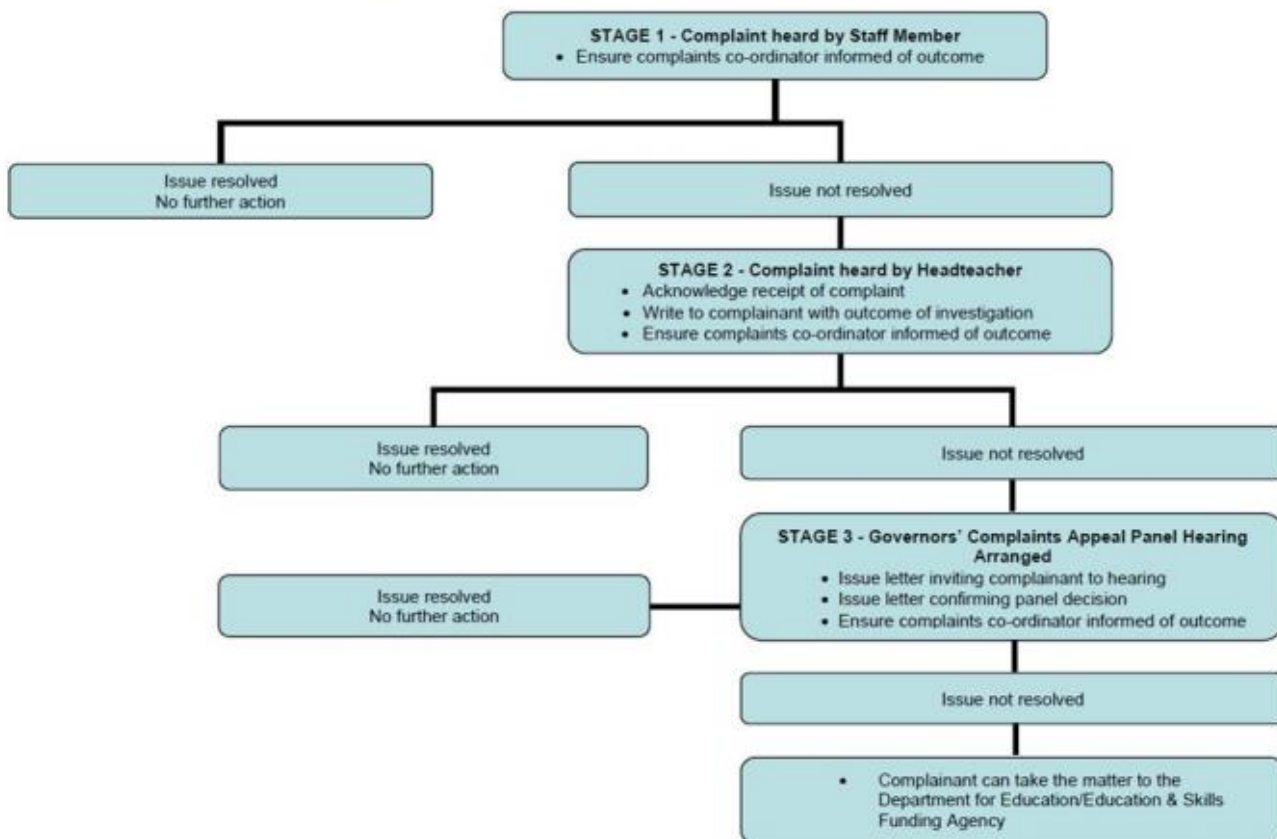 STAGE 1 - Complaint heard by Staff Member
• Ensure complaints co-ordinator informed of outcome
Issue resolved
No further action
Issue not resolved
STAGE 2 - Complaint heard by Headteacher
• Acknowledge receipt of complaint
• Write to complainant with outcome of investigation
• Ensure complaints co-ordinator informed of outcome
Issue resolved
No further action
Issue not resolved
STAGE 3 - Governors' Complaints Appeal Panel Hearing
Arranged
• Issue letter inviting complainant to hearing
• Issue letter confirming panel decision
• Ensure complaints co-ordinator informed of outcome
Issue resolved
No further action
Issue not resolved
• Complainant can take the matter to the
Department for Education/Education & Skills
Funding Agency